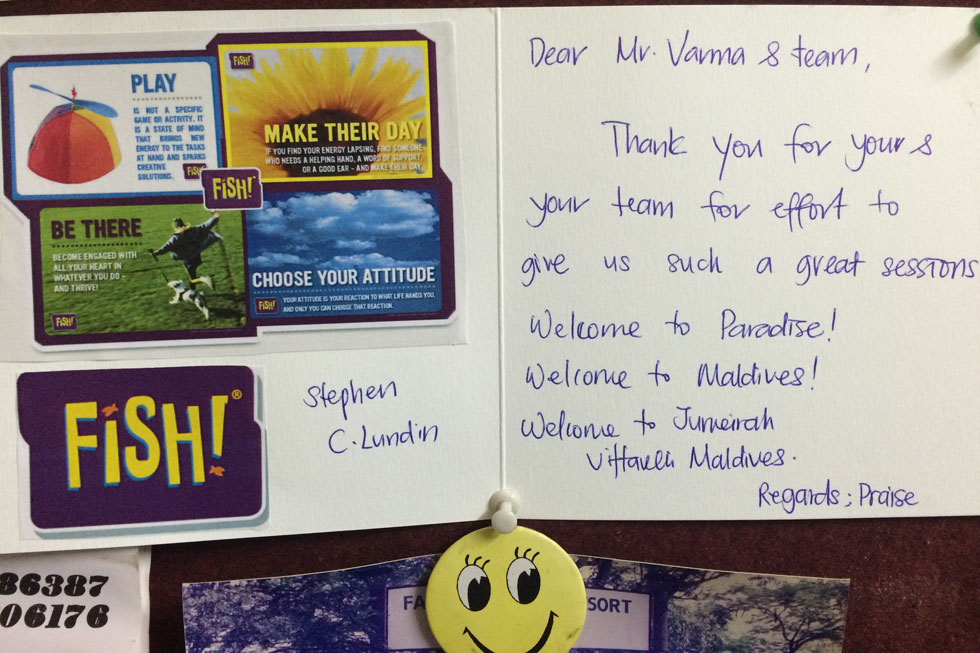 FiSH!
PLAY
IS NOT A SPECIFIC
GAME OR ACTIVITY. IT
IS A STATE OF MIND
THAT BRINGS NEW
ENERGY TO THE TASKS
AT HAND AND SPARKS
CREATIVE
SOLUTIONS.
FiSH!
MAKE THEIR DAY
IF YOU FIND YOUR ENERGY LAPSING, FIND SOMEONE
WHO NEEDS A HELPING HAND, A WORD OF SUPPORT,
OR A GOOD EAR – AND MAKE THEIR DAY.
FiSH!
BE THERE
BECOME ENGAGED WITH
ALL YOUR HEART IN
WHATEVER YOU DO –
AND THRIVE!
FiSH!
CHOOSE YOUR ATTITUDE
FiSH!
YOUR ATTITUDE IS YOUR REACTION TO WHAT LIFE HANDS YOU,
AND ONLY YOU CAN CHOOSE THAT REACTION.
FiSH!®
Stephen
C. Lundin
Dear Mr. Varma & team,
Thank you for your &
your team for effort to
give us such a great sessions
Welcome to Paradise!
Welcome to Maldives!
Welcome to Jumeirah
Vittaveli Maldives.
Regards; Praise
86387
06176
FA
SORT